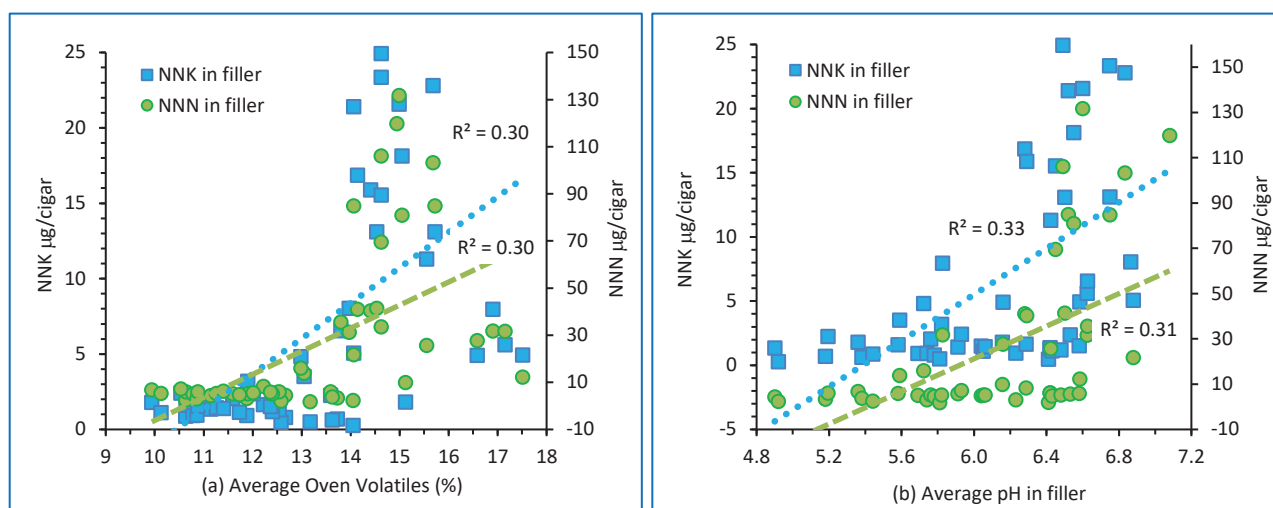 25
20
15
10
5
0
NNK µg/cigar
NNK in filler
NNN in filler
R² = 0.30
R² = 0.30
150
130
110
90
70
50
30
10
-10
NNN µg/cigar
9 10 11 12 13 14 15 16 17 18
(a) Average Oven Volatiles (%)
25
20
15
10
5
0
-5
NNK µg/cigar
NNK in filler
NNN in filler
R² = 0.33
R² = 0.31
150
130
110
90
70
50
30
10
-10
NNN µg/cigar
4.8 5.2 5.6 6.0 6.4 6.8 7.2
(b) Average pH in filler